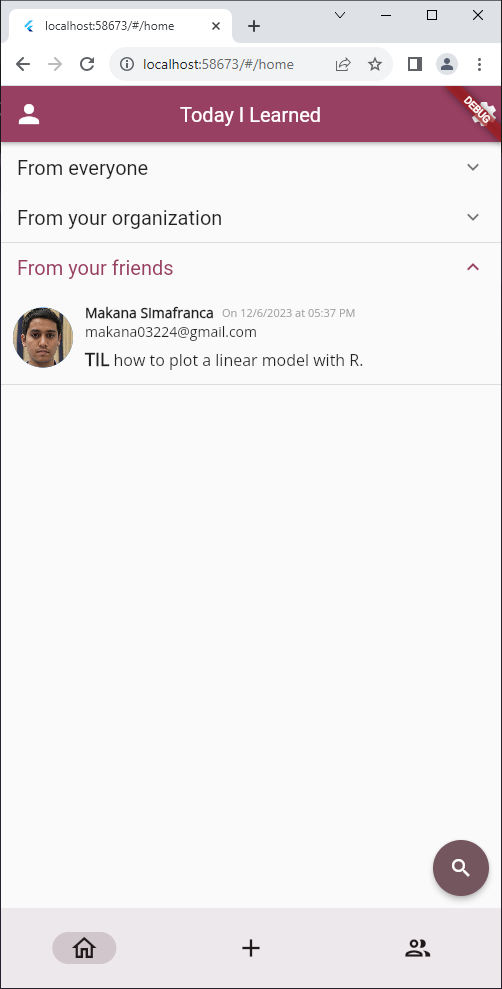 localhost:58673/#/home
localhost:58673/#/home
Today I Learned
DEBUG
From everyone
From your organization
From your friends
Makana Simafranca On 12/6/2023 at 05:37 PM
makana03224@gmail.com
TIL how to plot a linear model with R.